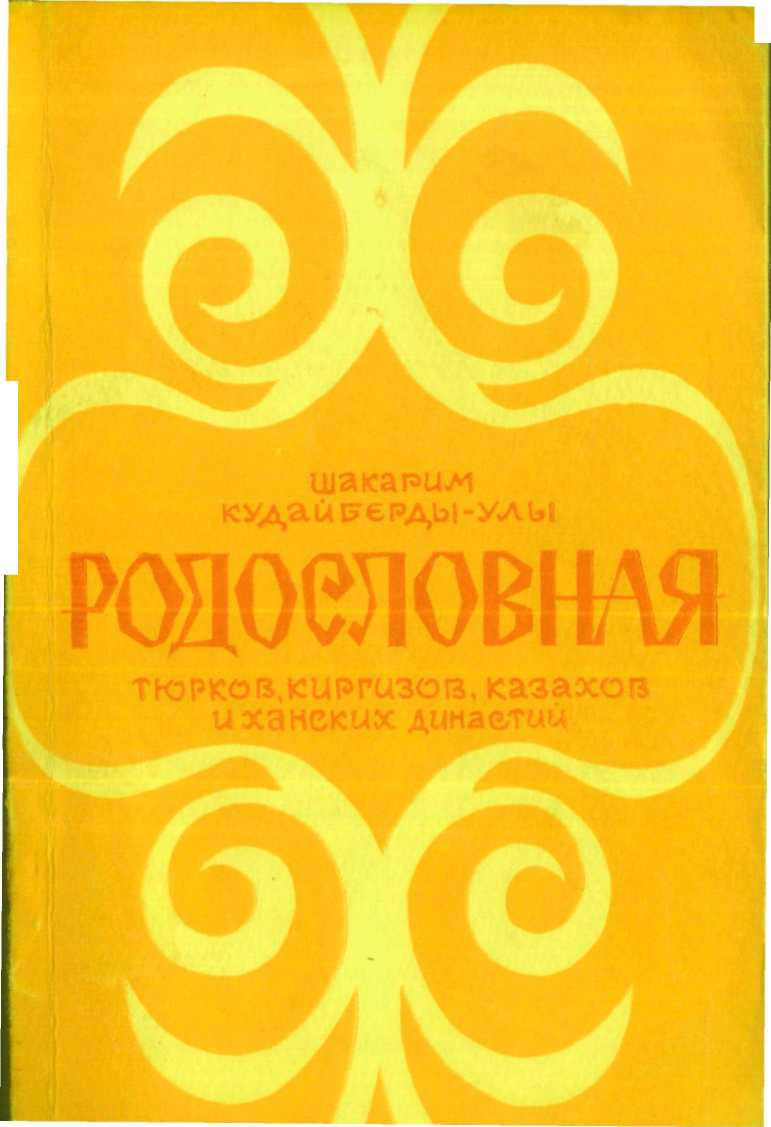 Шакарим
Кудайберды-улы
РОДОСЛОВНАЯ
тюрков, киргизов, казахов
и ханских династий